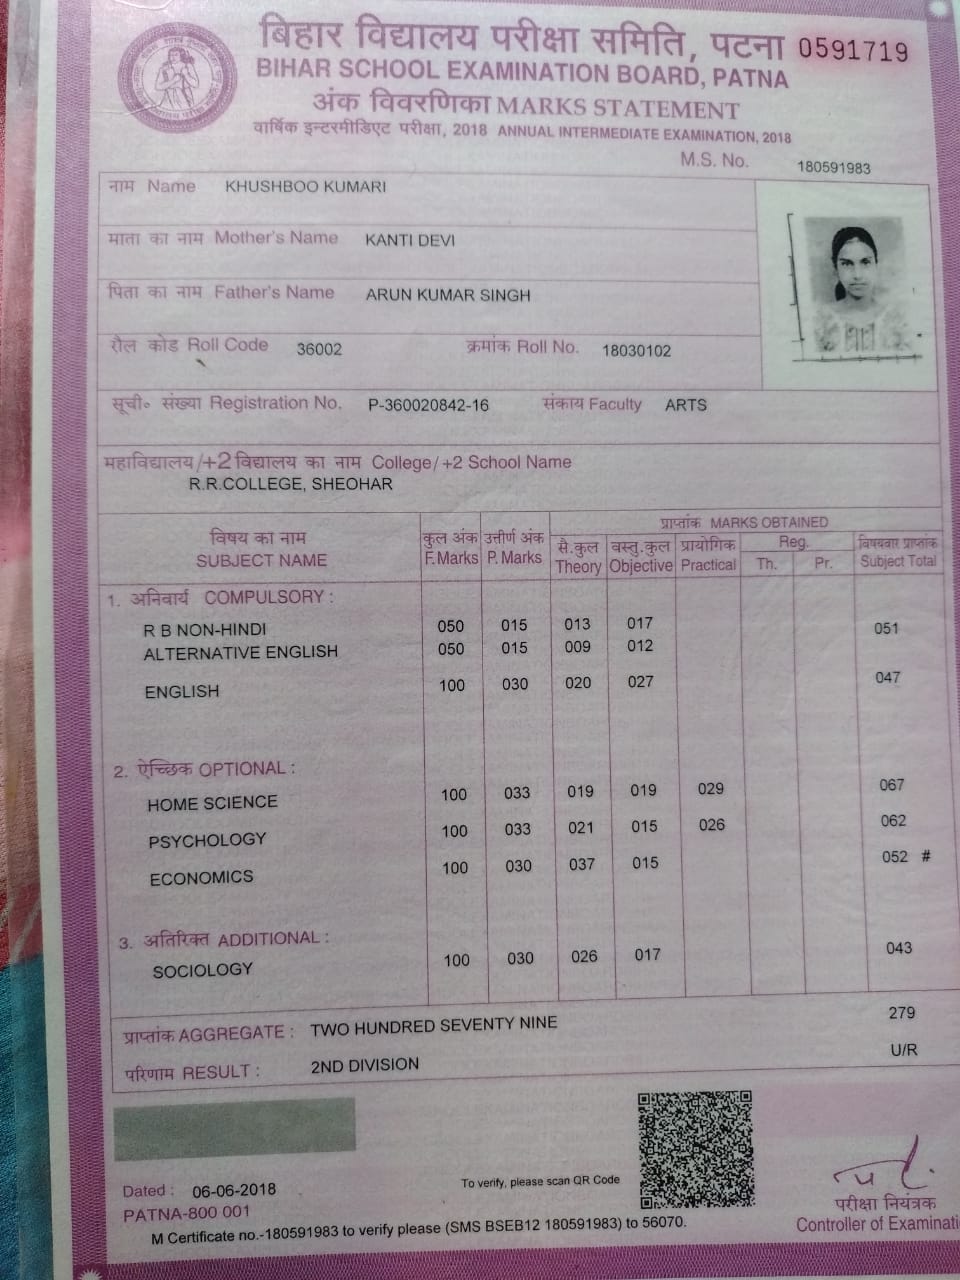 बिहार विद्यालय परीक्षा समिति, पटना 0591719
BIHAR SCHOOL EXAMINATION BOARD, PATNA
अंक विवरणिका MARKS STATEMENT
वार्षिक इन्टरमीडिएट परीक्षा, 2018 ANNUAL INTERMEDIATE EXAMINATION, 2018
M.S. No. 180591983
नाम Name KHUSHBOO KUMARI
माता का नाम Mother's Name KANTI DEVI
पिता का नाम Father's Name ARUN KUMAR SINGH
रौल कोड Roll Code 36002 क्रमांक Roll No. 18030102
सूची० संख्या Registration No. P-360020842-16 संकाय Faculty ARTS
महाविद्यालय/+2 विद्यालय का नाम College/+2 School Name
R.R.COLLEGE, SHEOHAR
विषय का नाम SUBJECT NAME
कुल अंक F.Marks
उत्तीर्ण अंक P. Marks
प्राप्तांक MARKS OBTAINED
सै.कुल Theory
वस्तु.कुल Objective
प्रायोगिक Practical
Reg.
Th. Pr.
विषयवार प्राप्तांक Subject Total
1. अनिवार्य COMPULSORY :
R B NON-HINDI 050 015 013 017 051
ALTERNATIVE ENGLISH 050 015 009 012
ENGLISH 100 030 020 027 047
2. ऐच्छिक OPTIONAL :
HOME SCIENCE 100 033 019 019 029 067
PSYCHOLOGY 100 033 021 015 026 062
ECONOMICS 100 030 037 015 052 #
3. अतिरिक्त ADDITIONAL :
SOCIOLOGY 100 030 026 017 043
प्राप्तांक AGGREGATE : TWO HUNDRED SEVENTY NINE 279
परिणाम RESULT : 2ND DIVISION U/R
To verify, please scan QR Code
Dated : 06-06-2018
PATNA-800 001
परीक्षा नियंत्रक
Controller of Examinati
M Certificate no.-180591983 to verify please (SMS BSEB12 180591983) to 56070.